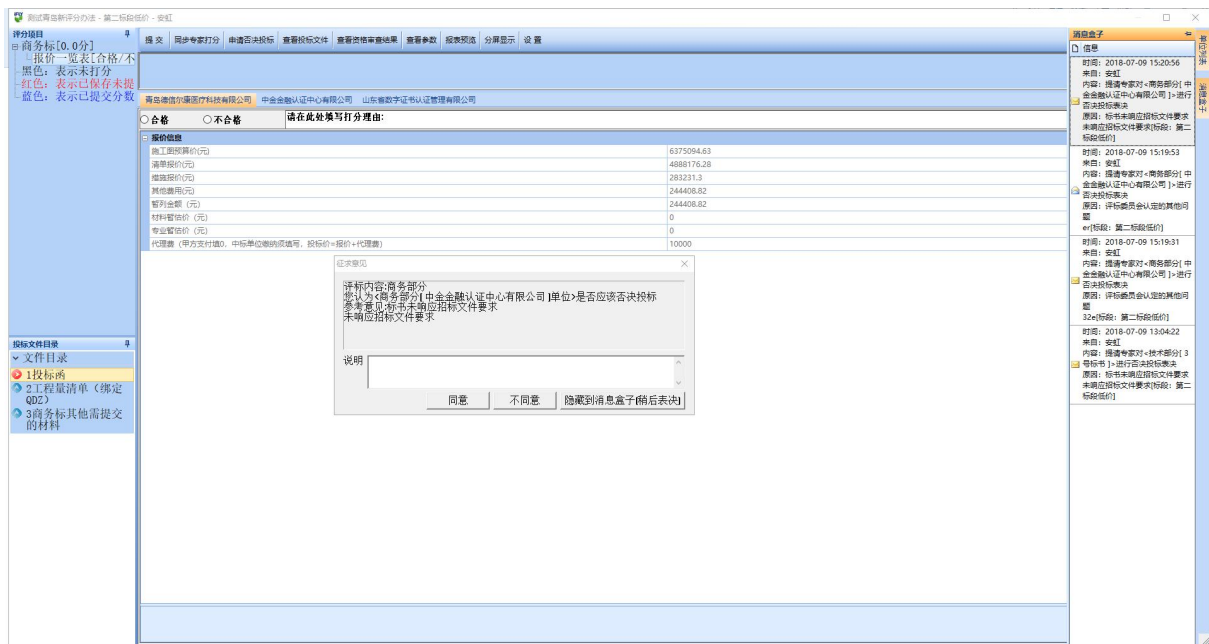 测试青岛新评分办法 - 第二标段低价 - 安虹
评分项目
商务标[0.0分]
报价一览表[合格/不
黑色：表示未打分
红色：表示已保存未提
蓝色：表示已提交分数
提 交 同步专家打分 申请否决投标 查看投标文件 查看资格审查结果 查看参数 报表预览 分屏显示 设 置
青岛德信尔康医疗科技有限公司 中金金融认证中心有限公司 山东省数字证书认证管理有限公司
合格 不合格 请在此处填写打分理由:
报价信息
施工图预算价(元) 6375094.63
清单报价(元) 4888176.28
措施报价(元) 283231.3
其他费用(元) 244408.82
暂列金额（元） 244408.82
材料暂估价（元） 0
专业暂估价（元） 0
代理费（甲方支付填0，中标单位缴纳须填写，投标价=报价+代理费） 10000
征求意见
评标内容:商务部分
您认为<商务部分[ 中金金融认证中心有限公司 ]单位>是否应该否决投标
参考意见:标书未响应招标文件要求
未响应招标文件要求
说明
同意 不同意 隐藏到消息盒子[稍后表决]
投标文件目录
文件目录
1投标函
2工程量清单（绑定
QDZ）
3商务标其他需提交
的材料
消息盒子
信息
时间：2018-07-09 15:20:56
来自：安虹
内容：提请专家对<商务部分[ 中
金金融认证中心有限公司 ]>进行
否决投标表决
原因：标书未响应招标文件要求
未响应招标文件要求[标段：第二
标段低价]
时间：2018-07-09 15:19:53
来自：安虹
内容：提请专家对<商务部分[ 中
金金融认证中心有限公司 ]>进行
否决投标表决
原因：评标委员会认定的其他问
题
er[标段：第二标段低价]
时间：2018-07-09 15:19:31
来自：安虹
内容：提请专家对<商务部分[ 中
金金融认证中心有限公司 ]>进行
否决投标表决
原因：评标委员会认定的其他问
题
32e[标段：第二标段低价]
时间：2018-07-09 13:04:22
来自：安虹
内容：提请专家对<技术部分[ 3
号标书 ]>进行否决投标表决
原因：标书未响应招标文件要求
未响应招标文件要求[标段：第二
标段低价]
单位列表
消息盒子